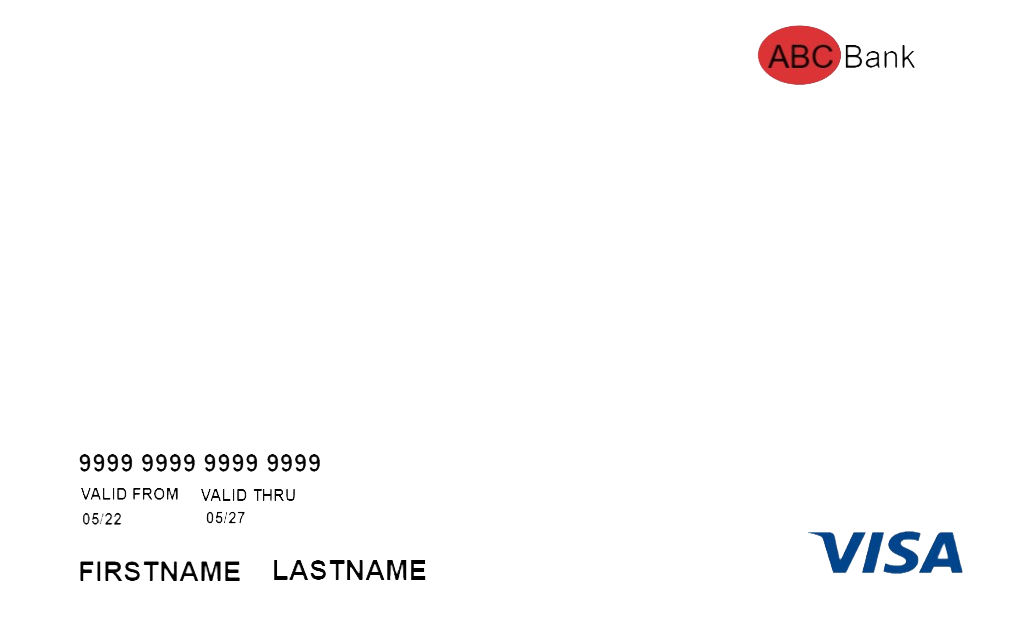 ABC Bank
9999 9999 9999 9999
VALID FROM VALID THRU
05/22 05/27
FIRSTNAME LASTNAME
VISA